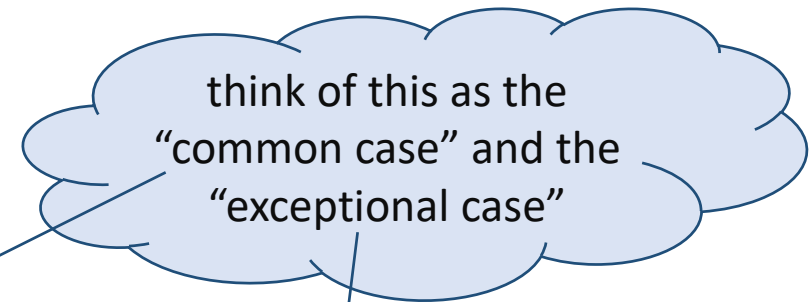 think of this as the
“common case” and the
“exceptional case”